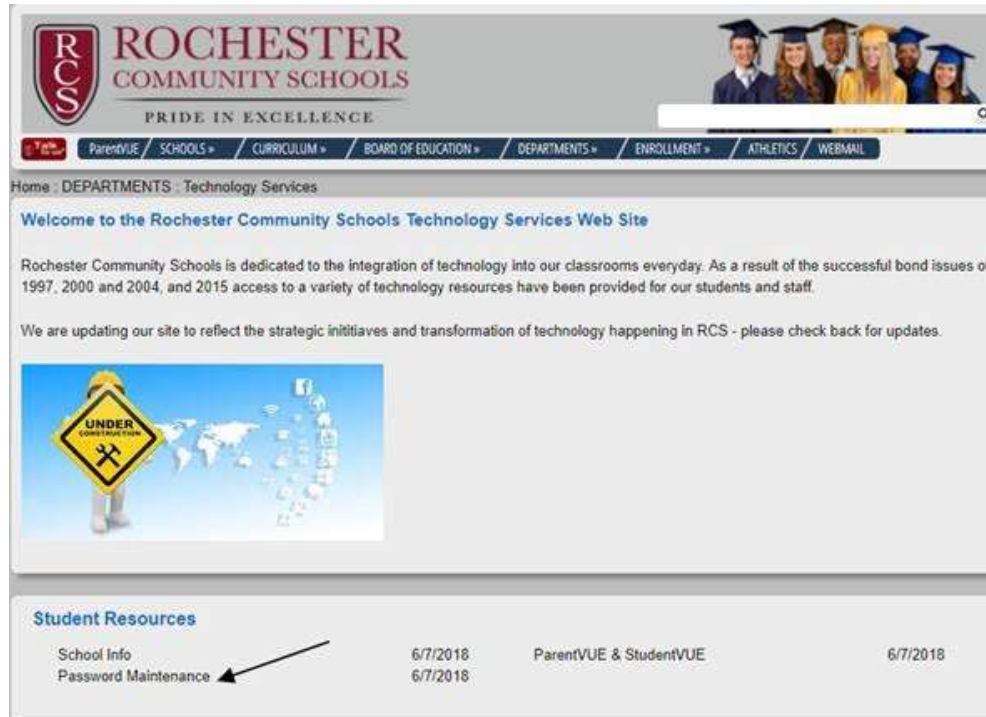 RCS
ROCHESTER
COMMUNITY SCHOOLS
PRIDE IN EXCELLENCE
ParentVUE / SCHOOLS » / CURRICULUM » / BOARD OF EDUCATION » / DEPARTMENTS » / ENROLLMENT » / ATHLETICS / WEBMAIL
Home : DEPARTMENTS : Technology Services
Welcome to the Rochester Community Schools Technology Services Web Site
Rochester Community Schools is dedicated to the integration of technology into our classrooms everyday. As a result of the successful bond issues of
1997, 2000 and 2004, and 2015 access to a variety of technology resources have been provided for our students and staff.
We are updating our site to reflect the strategic inititiaves and transformation of technology happening in RCS - please check back for updates.
UNDER
CONSTRUCTION
Student Resources
School Info 6/7/2018 ParentVUE & StudentVUE 6/7/2018
Password Maintenance 6/7/2018